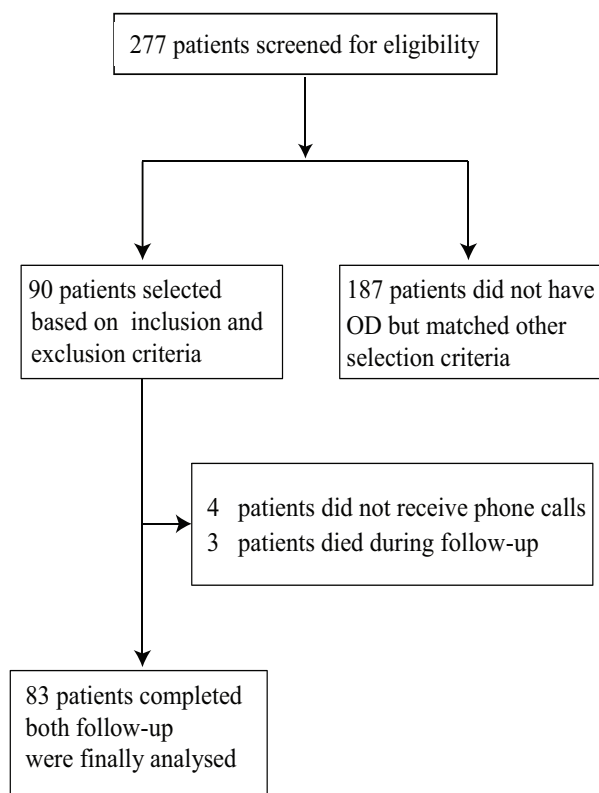 277 patients screened for eligibility
90 patients selected
based on inclusion and
exclusion criteria
187 patients did not have
OD but matched other
selection criteria
4 patients did not receive phone calls
3 patients died during follow-up
83 patients completed
both follow-up
were finally analysed